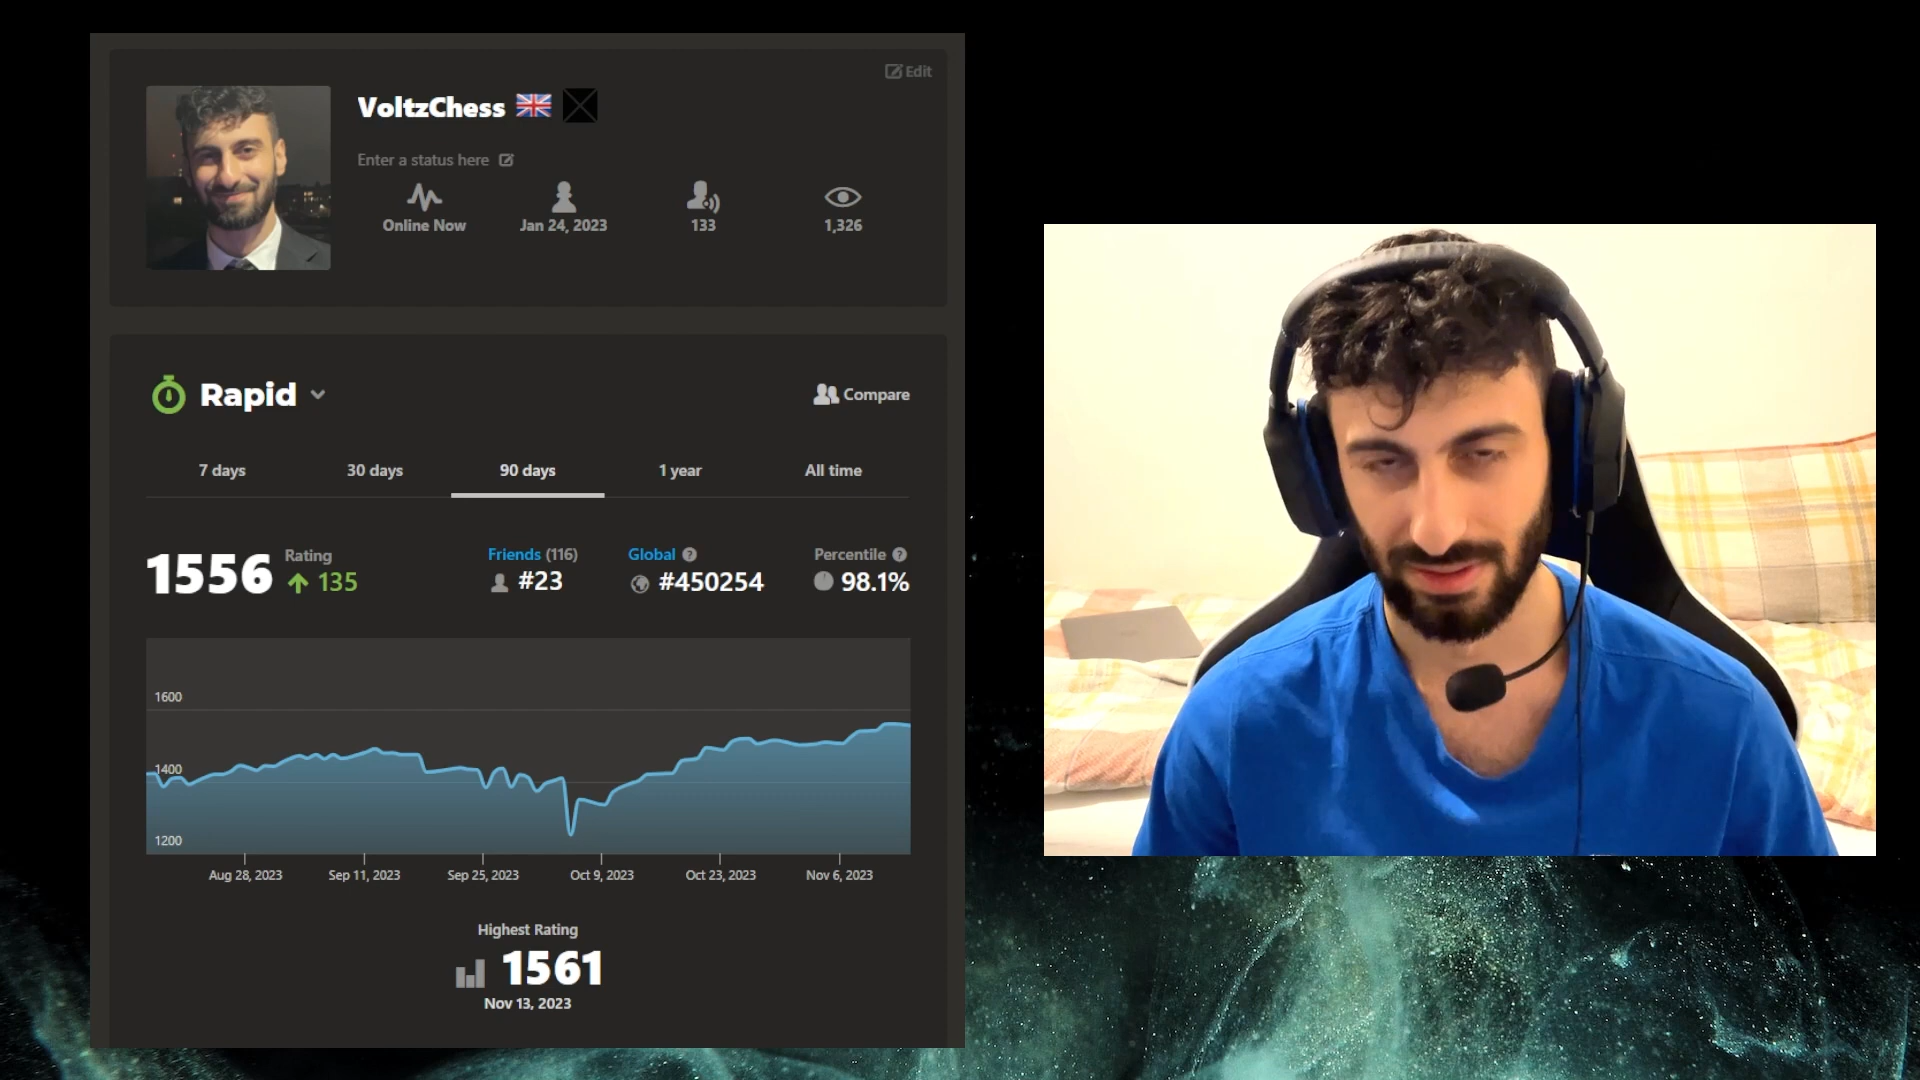 Edit
VoltzChess
Enter a status here
Online Now
Jan 24, 2023
133
1,326
Rapid
Compare
7 days
30 days
90 days
1 year
All time
1556
Rating
135
Friends (116)
#23
Global
#450254
Percentile
98.1%
1600
1400
1200
Aug 28, 2023
Sep 11, 2023
Sep 25, 2023
Oct 9, 2023
Oct 23, 2023
Nov 6, 2023
Highest Rating
1561
Nov 13, 2023